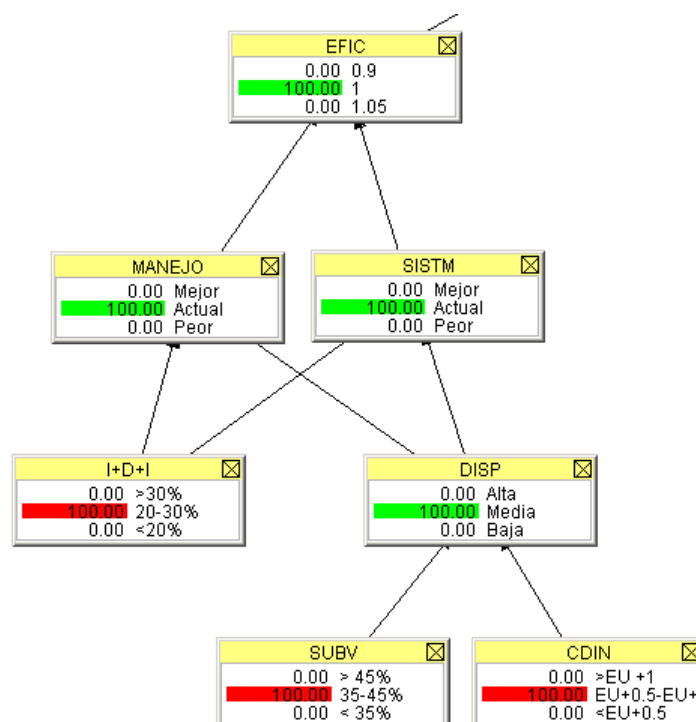 EFIC
0.00 0.9
100.00 1
0.00 1.05
MANEJO
0.00 Mejor
100.00 Actual
0.00 Peor
SISTM
0.00 Mejor
100.00 Actual
0.00 Peor
I+D+I
0.00 >30%
100.00 20-30%
0.00 <20%
DISP
0.00 Alta
100.00 Media
0.00 Baja
SUBV
0.00 > 45%
100.00 35-45%
0.00 < 35%
CDIN
0.00 >EU +1
100.00 EU+0.5-EU+
0.00 <EU+0.5